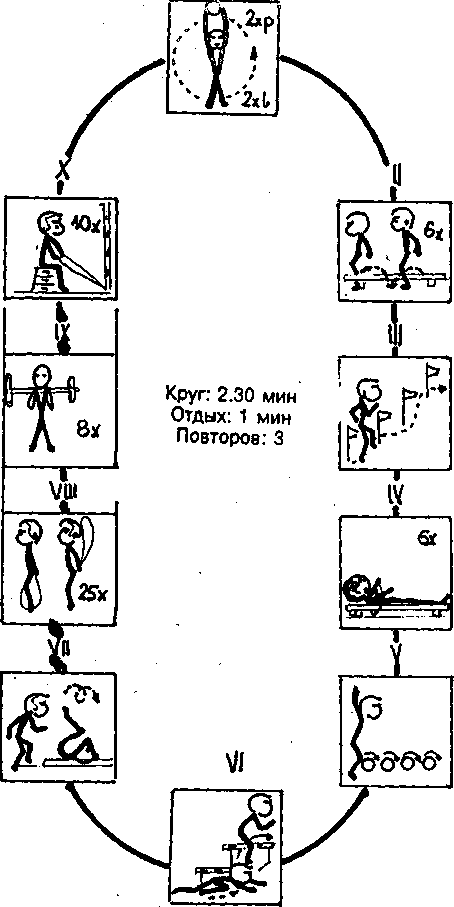 2xp
2xl
X
II
10x
6x
IX
III
Круг: 2.30 мин
Отдых: 1 мин
Повторов: 3
8x
VIII
IV
25x
6x
VII
V
VI